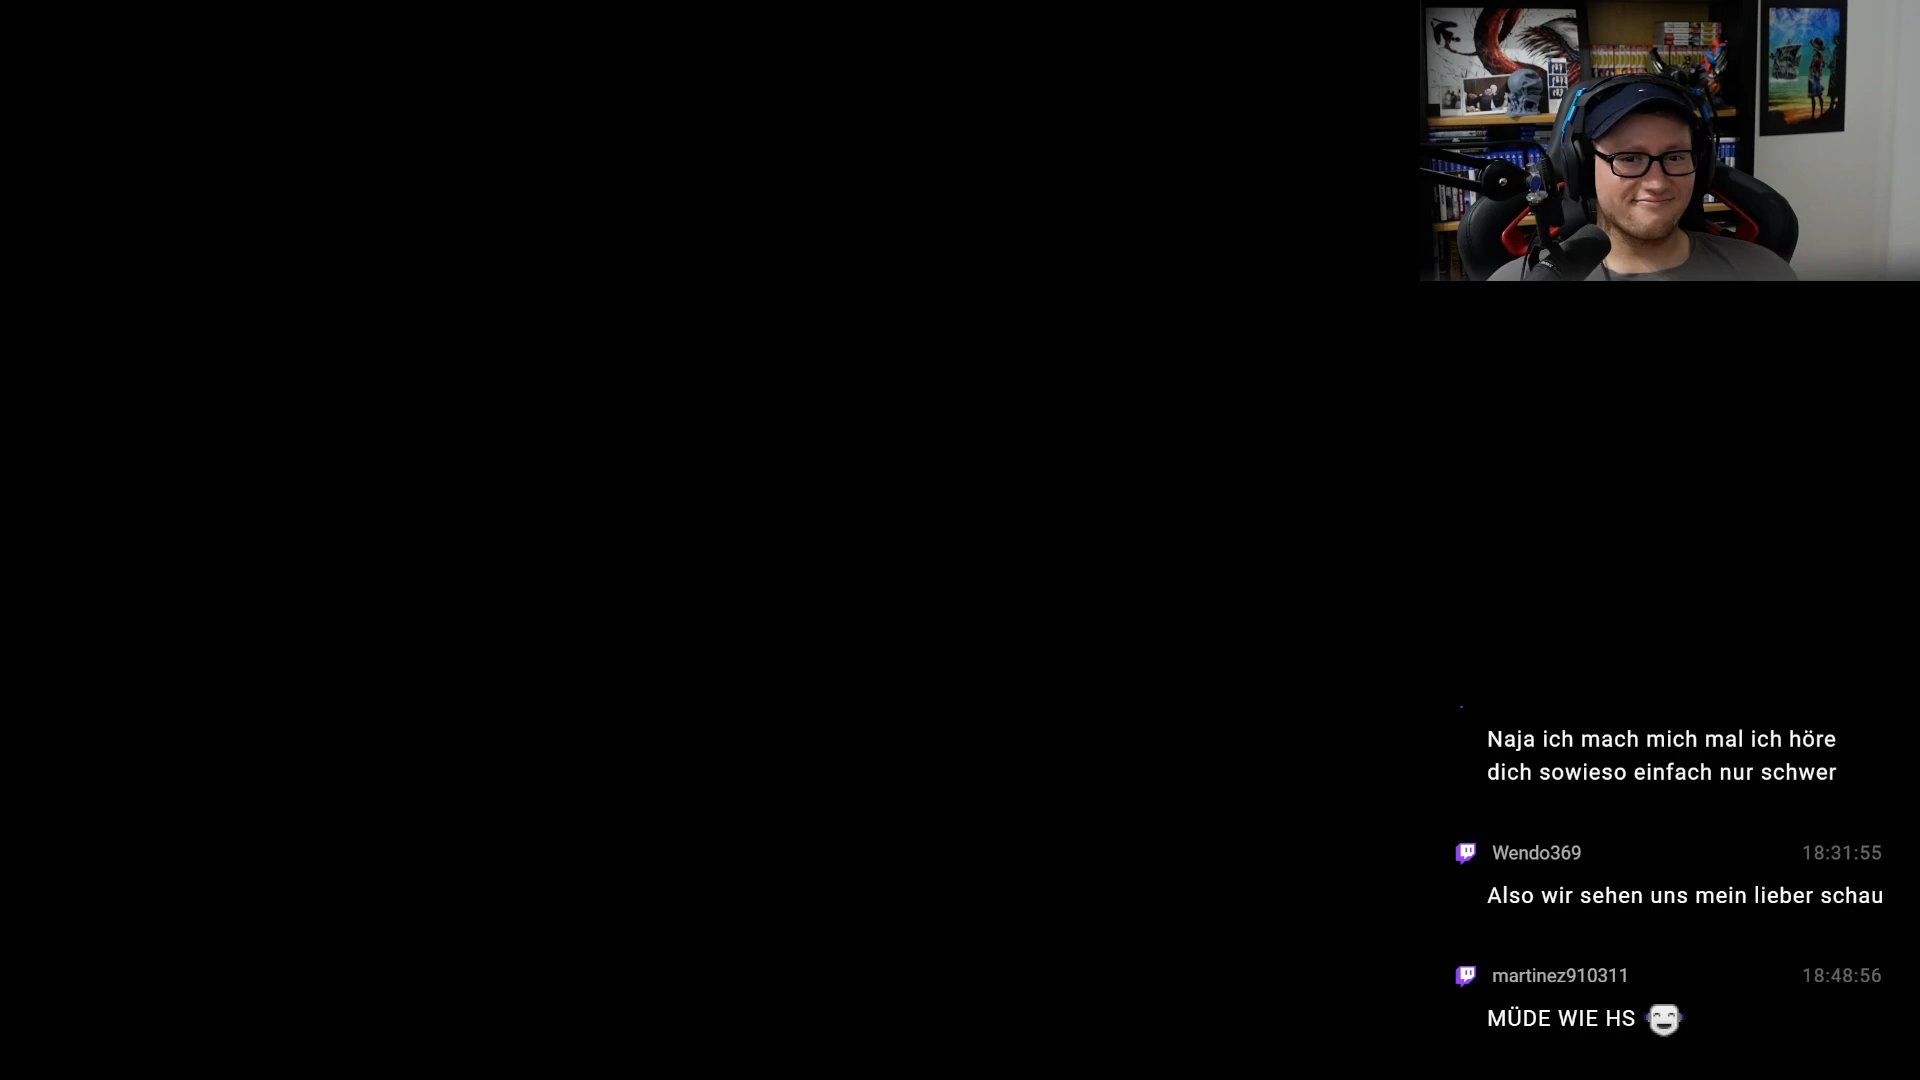 Naja ich mach mich mal ich höre
dich sowieso einfach nur schwer
Wendo369 18:31:55
Also wir sehen uns mein lieber schau
martinez910311 18:48:56
MÜDE WIE HS